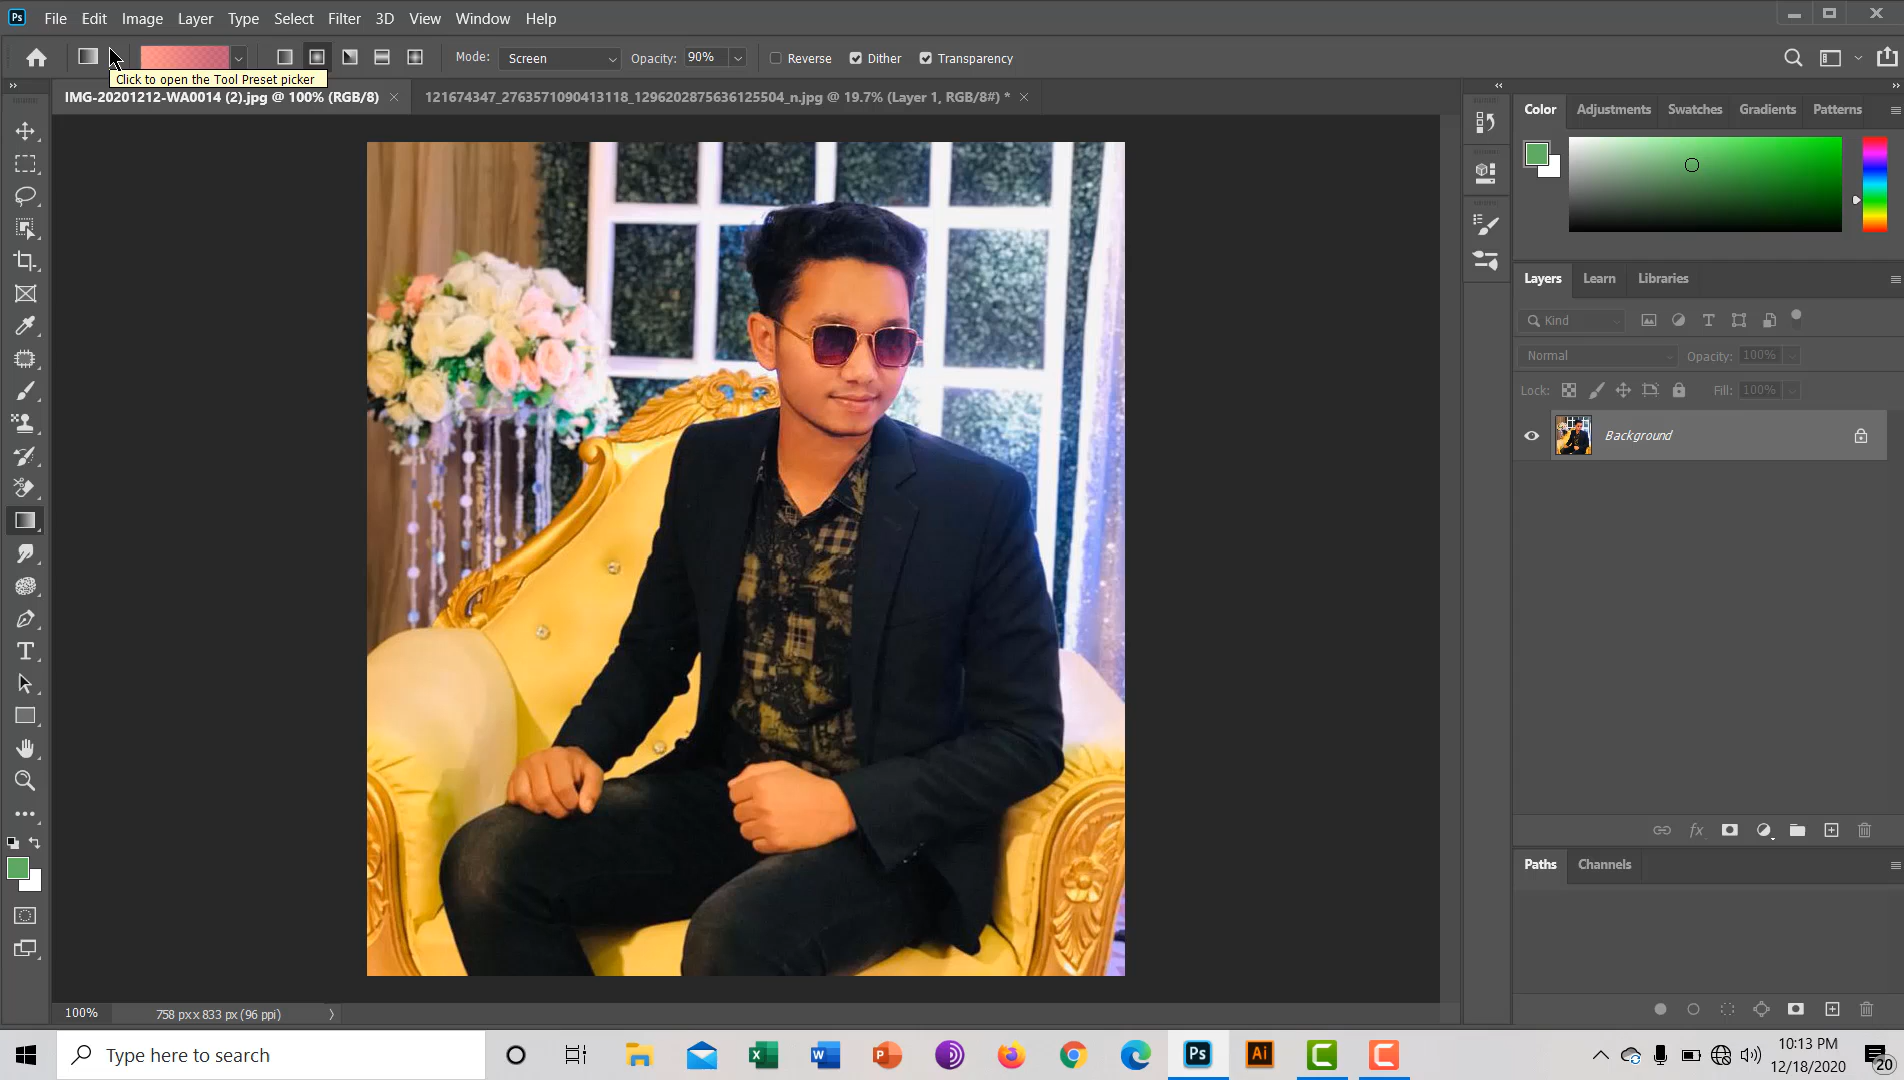 Ps File Edit Image Layer Type Select Filter 3D View Window Help
Mode: Screen Opacity: 90% Reverse Dither Transparency
Click to open the Tool Preset picker
IMG-20201212-WA0014 (2).jpg @ 100% (RGB/8) 121674347_2763571090413118_1296202875636125504_n.jpg @ 19.7% (Layer 1, RGB/8#) *
Color Adjustments Swatches Gradients Patterns
Layers Learn Libraries
Kind
Normal Opacity: 100%
Lock: Fill: 100%
Background
fx
Paths Channels
100% 758 px x 833 px (96 ppi)
Type here to search
Ps Ai
10:13 PM
12/18/2020
20